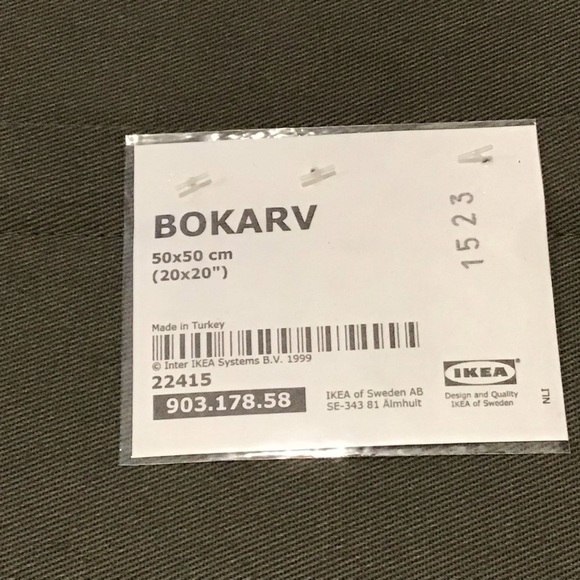 BOKARV
50x50 cm
(20x20")
1523
Made in Turkey
© Inter IKEA Systems B.V. 1999
22415
903.178.58
IKEA of Sweden AB
SE-343 81 Älmhult
IKEA®
Design and Quality
IKEA of Sweden
NLI